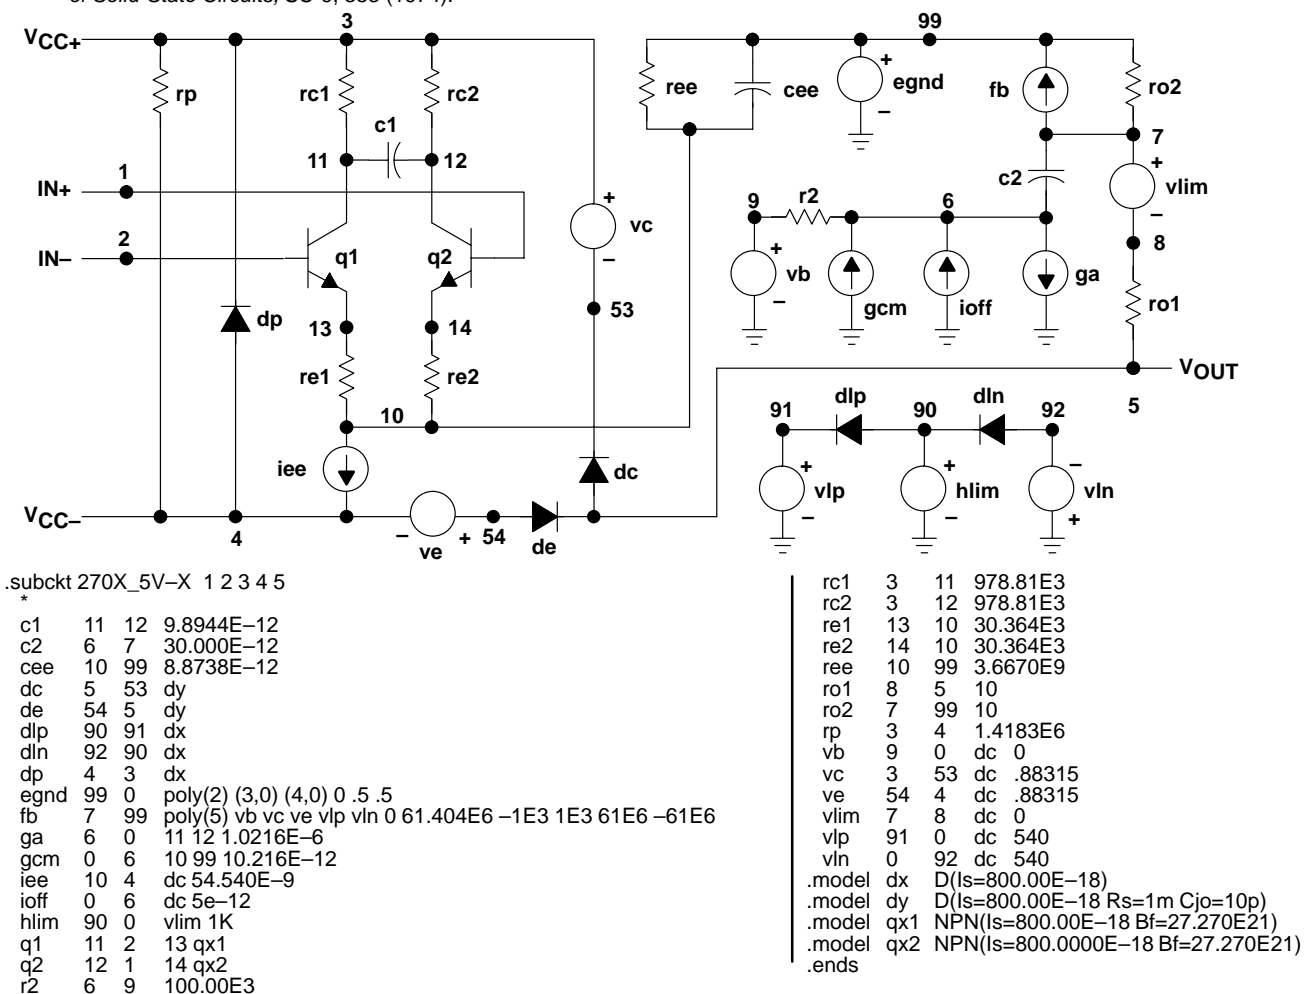 of Solid-State Circuits, SC-9, 353 (1974).
VCC+
3
99
rp
rc1
rc2
c1
ree
cee
egnd
+
–
fb
ro2
7
11
12
c2
+
vlim
–
1
IN+
2
IN–
q1
q2
+
vc
–
9
r2
6
8
+
vb
–
gcm
ioff
ga
ro1
53
dp
13
14
re1
re2
VOUT
5
10
91
dlp
90
dln
92
iee
dc
+
vlp
–
+
hlim
–
–
vln
+
VCC–
4
–
ve
+
54
de
.subckt 270X_5V–X 1 2 3 4 5
*
c1 11 12 9.8944E–12
c2 6 7 30.000E–12
cee 10 99 8.8738E–12
dc 5 53 dy
de 54 5 dy
dlp 90 91 dx
dln 92 90 dx
dp 4 3 dx
egnd 99 0 poly(2) (3,0) (4,0) 0 .5 .5
fb 7 99 poly(5) vb vc ve vlp vln 0 61.404E6 –1E3 1E3 61E6 –61E6
ga 6 0 11 12 1.0216E–6
gcm 0 6 10 99 10.216E–12
iee 10 4 dc 54.540E–9
ioff 0 6 dc 5e–12
hlim 90 0 vlim 1K
q1 11 2 13 qx1
q2 12 1 14 qx2
r2 6 9 100.00E3
rc1 3 11 978.81E3
rc2 3 12 978.81E3
re1 13 10 30.364E3
re2 14 10 30.364E3
ree 10 99 3.6670E9
ro1 8 5 10
ro2 7 99 10
rp 3 4 1.4183E6
vb 9 0 dc 0
vc 3 53 dc .88315
ve 54 4 dc .88315
vlim 7 8 dc 0
vlp 91 0 dc 540
vln 0 92 dc 540
.model dx D(Is=800.00E–18)
.model dy D(Is=800.00E–18 Rs=1m Cjo=10p)
.model qx1 NPN(Is=800.00E–18 Bf=27.270E21)
.model qx2 NPN(Is=800.0000E–18 Bf=27.270E21)
.ends